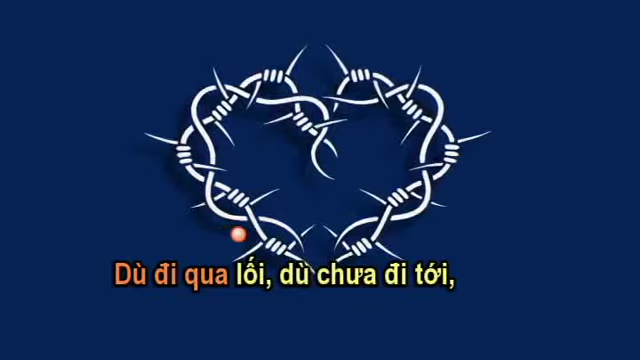 Dù đi qua lối, dù chưa đi tới,